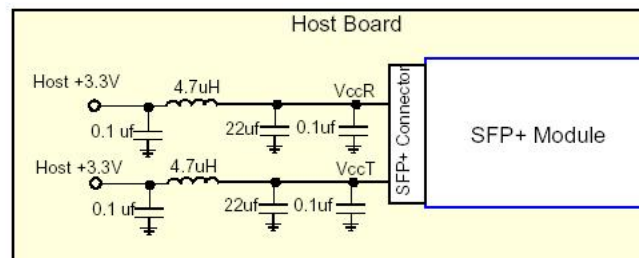 Host Board
Host +3.3V
4.7uH
VccR
0.1 uf
22uf
0.1uf
Host +3.3V
4.7uH
VccT
0.1 uf
22uf
0.1uf
SFP+ Connector
SFP+ Module